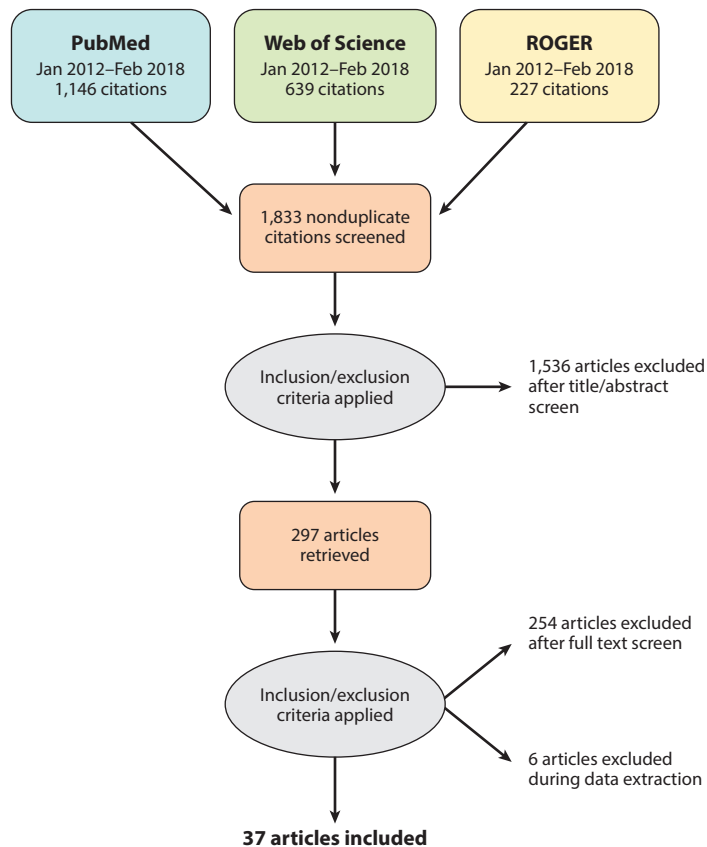 PubMed
Jan 2012–Feb 2018
1,146 citations
Web of Science
Jan 2012–Feb 2018
639 citations
ROGER
Jan 2012–Feb 2018
227 citations
1,833 nonduplicate
citations screened
Inclusion/exclusion
criteria applied
1,536 articles excluded
after title/abstract
screen
297 articles
retrieved
Inclusion/exclusion
criteria applied
254 articles excluded
after full text screen
6 articles excluded
during data extraction
37 articles included